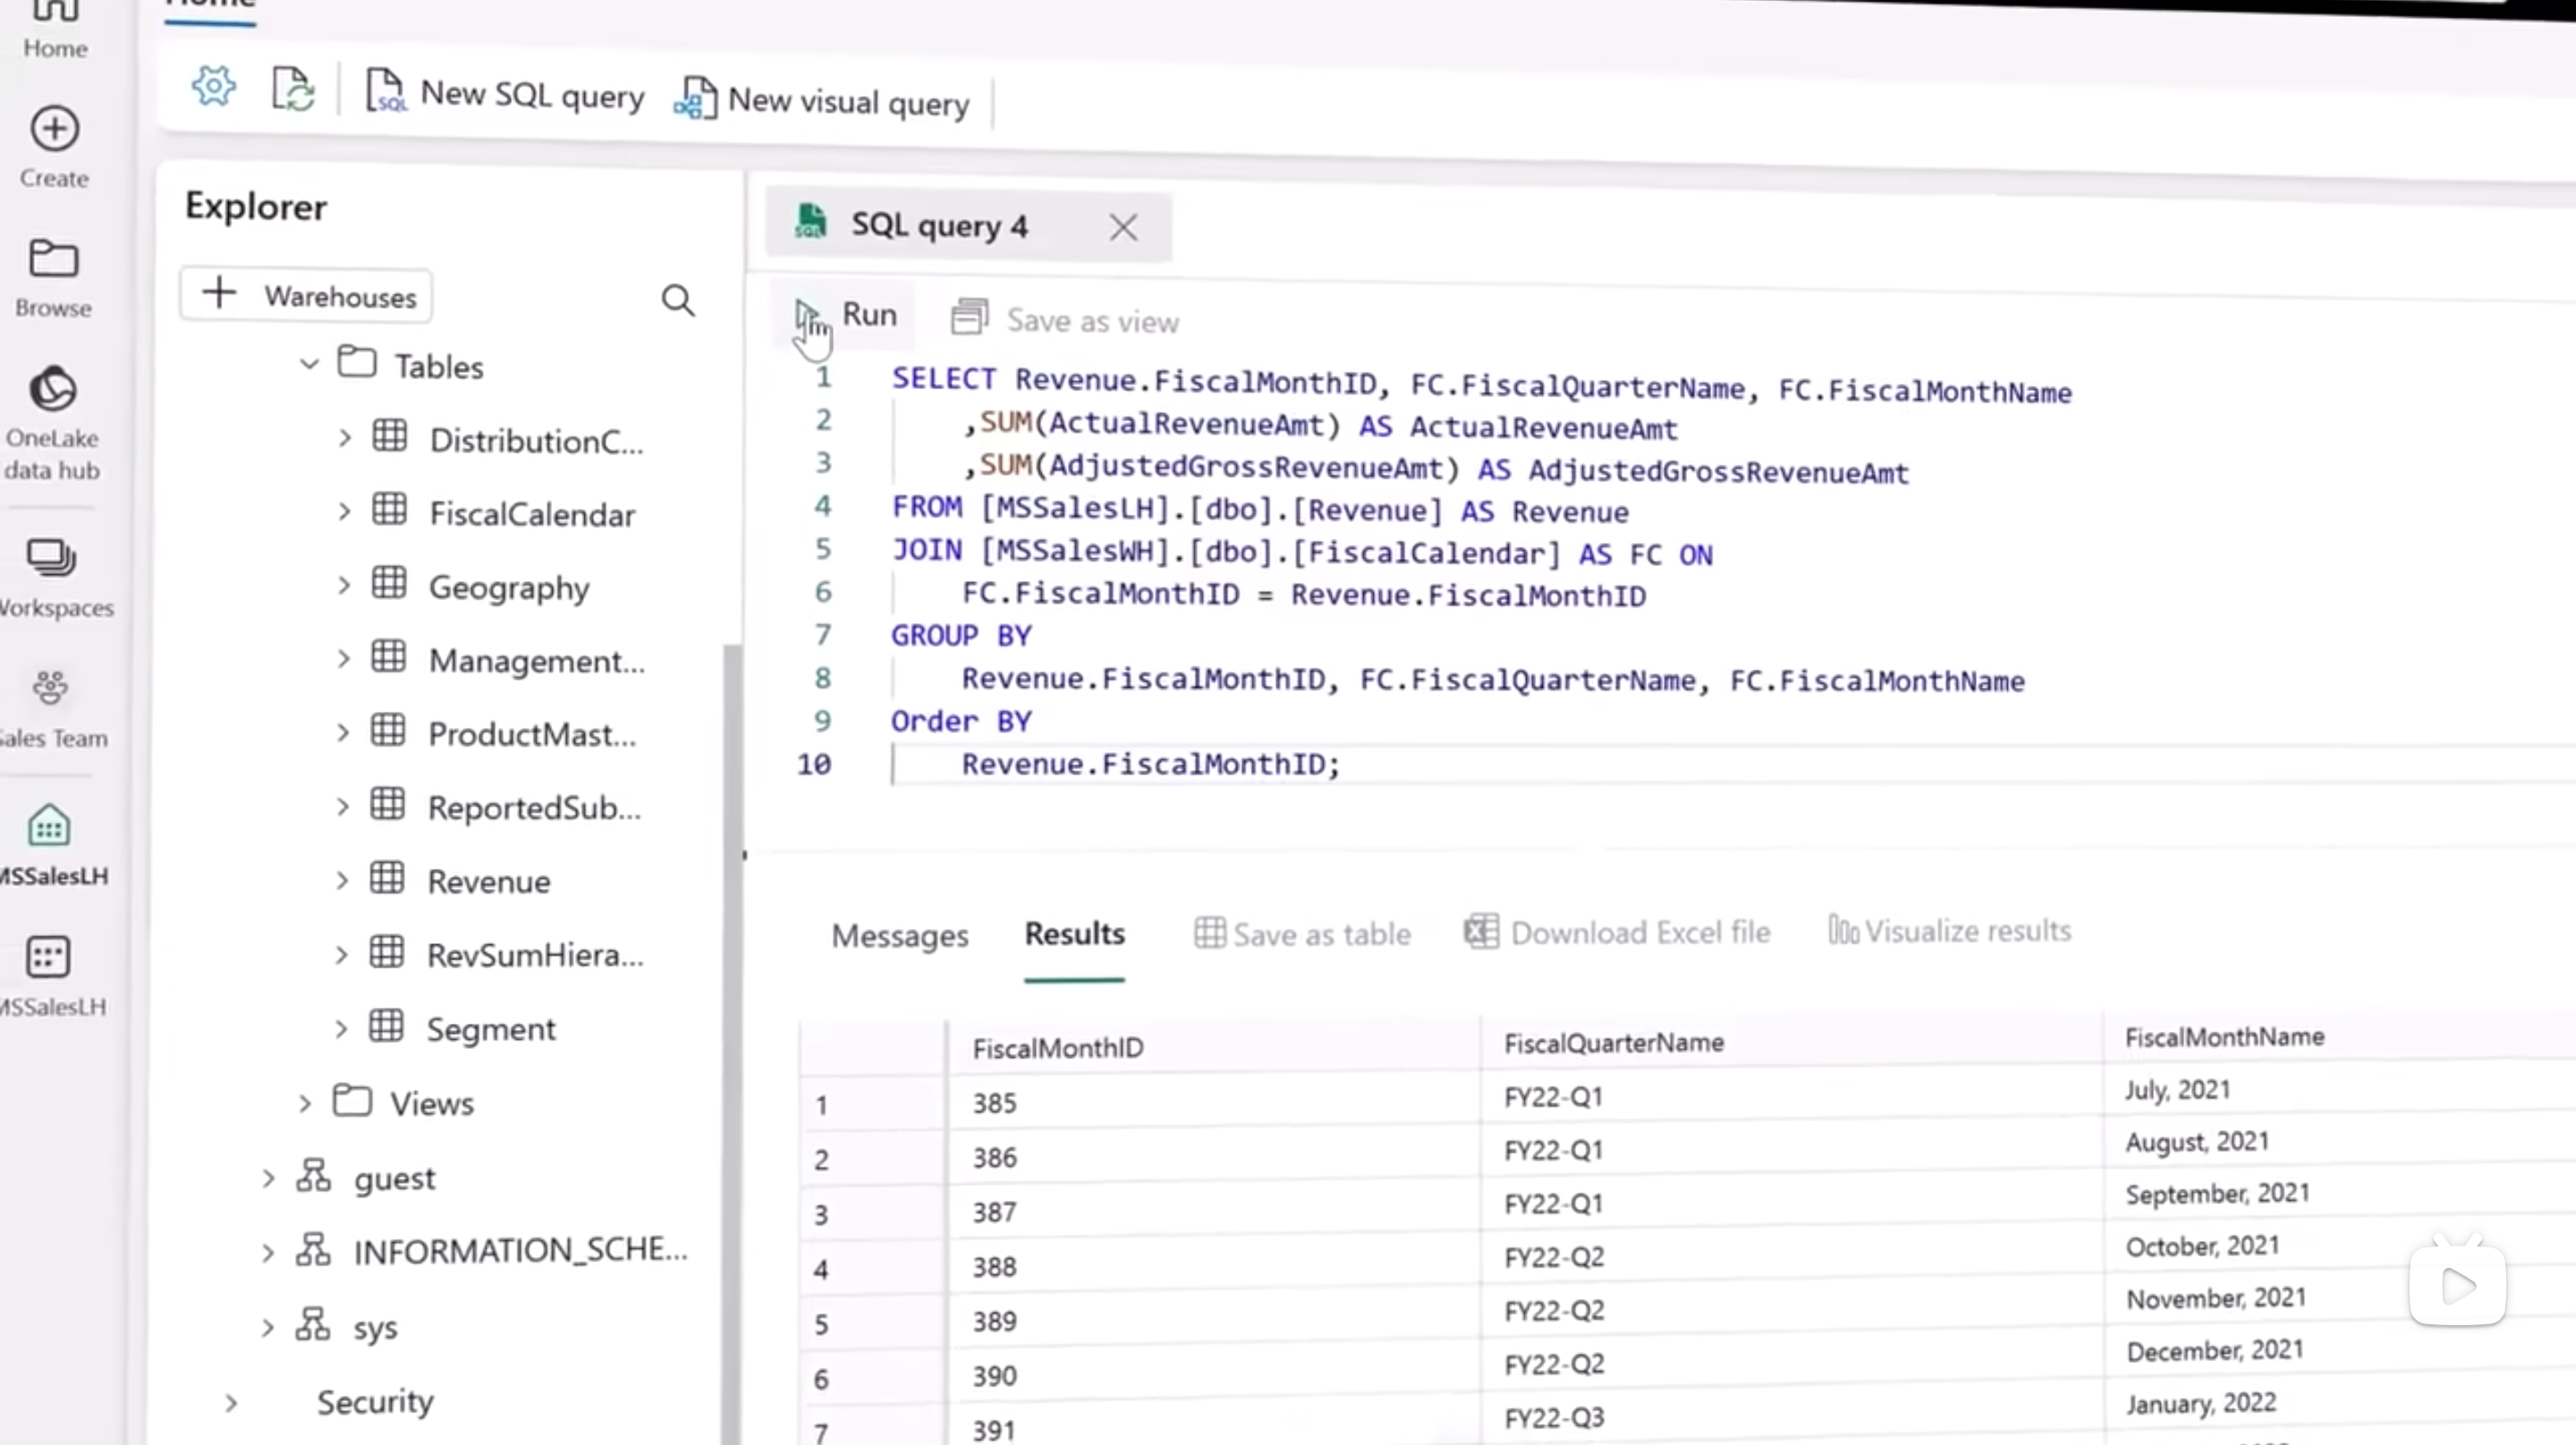 Home
Home
Create
Browse
OneLake
data hub
Sales Team
MSSalesLH
MSSalesLH
New SQL query
New visual query
Explorer
Warehouses
Tables
DistributionC...
FiscalCalendar
Geography
Management...
ProductMast...
ReportedSub...
Revenue
RevSumHiera...
Segment
Views
guest
INFORMATION_SCHE...
sys
Security
SQL query 4
Run
Save as view
1 SELECT Revenue.FiscalMonthID, FC.FiscalQuarterName, FC.FiscalMonthName
2 ,SUM(ActualRevenueAmt) AS ActualRevenueAmt
3 ,SUM(AdjustedGrossRevenueAmt) AS AdjustedGrossRevenueAmt
4 FROM [MSSalesLH].[dbo].[Revenue] AS Revenue
5 JOIN [MSSalesWH].[dbo].[FiscalCalendar] AS FC ON
6 FC.FiscalMonthID = Revenue.FiscalMonthID
7 GROUP BY
8 Revenue.FiscalMonthID, FC.FiscalQuarterName, FC.FiscalMonthName
9 Order BY
10 Revenue.FiscalMonthID;
Messages Results Save as table Download Excel file Visualize results
FiscalMonthID FiscalQuarterName FiscalMonthName
1 385 FY22-Q1 July, 2021
2 386 FY22-Q1 August, 2021
3 387 FY22-Q1 September, 2021
4 388 FY22-Q2 October, 2021
5 389 FY22-Q2 November, 2021
6 390 FY22-Q2 December, 2021
7 391 FY22-Q3 January, 2022